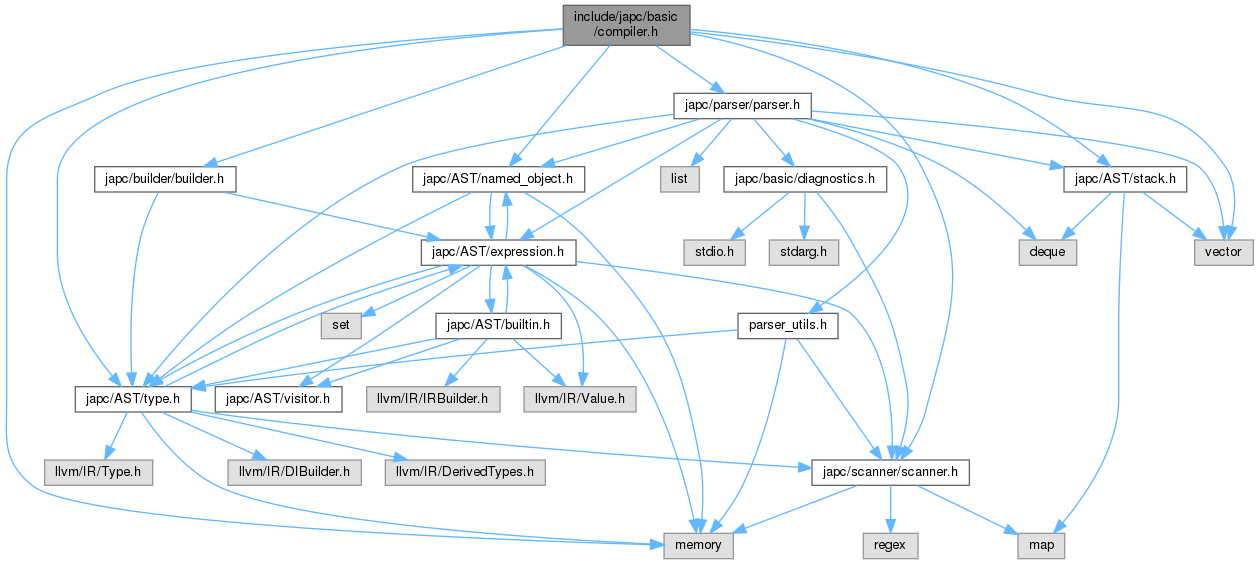 include/japc/basic
/compiler.h
japc/parser/parser.h
japc/builder/builder.h
japc/AST/named_object.h
list
japc/basic/diagnostics.h
japc/AST/stack.h
japc/AST/expression.h
stdio.h
stdarg.h
deque
vector
set
japc/AST/builtin.h
parser_utils.h
japc/AST/type.h
japc/AST/visitor.h
llvm/IR/IRBuilder.h
llvm/IR/Value.h
llvm/IR/Type.h
llvm/IR/DIBuilder.h
llvm/IR/DerivedTypes.h
japc/scanner/scanner.h
memory
regex
map